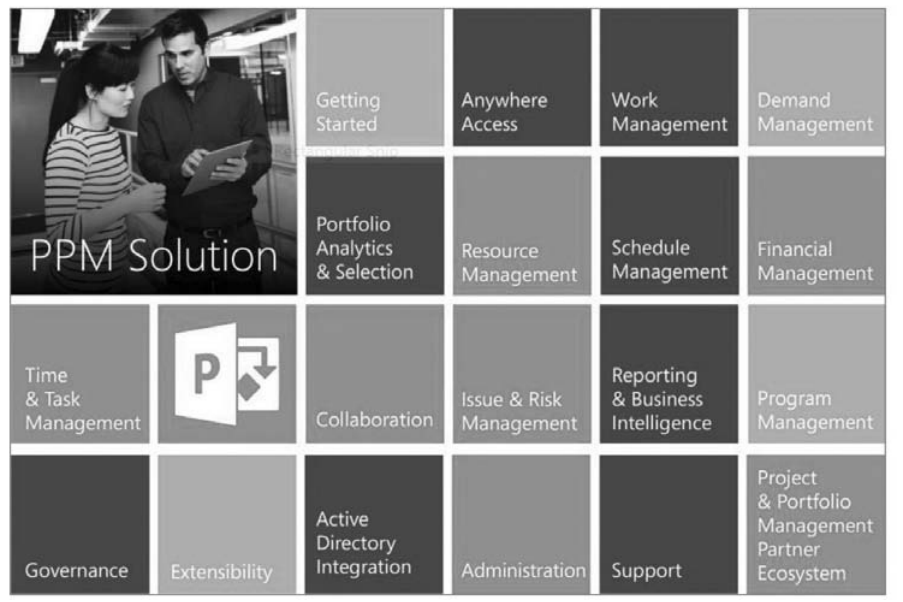 Getting
Started
Anywhere
Access
Work
Management
Demand
Management
Rectangular Snip
PPM Solution
Portfolio
Analytics
& Selection
Resource
Management
Schedule
Management
Financial
Management
Time
& Task
Management
P
Collaboration
Issue & Risk
Management
Reporting
& Business
Intelligence
Program
Management
Governance
Extensibility
Active
Directory
Integration
Administration
Support
Project
& Portfolio
Management
Partner
Ecosystem